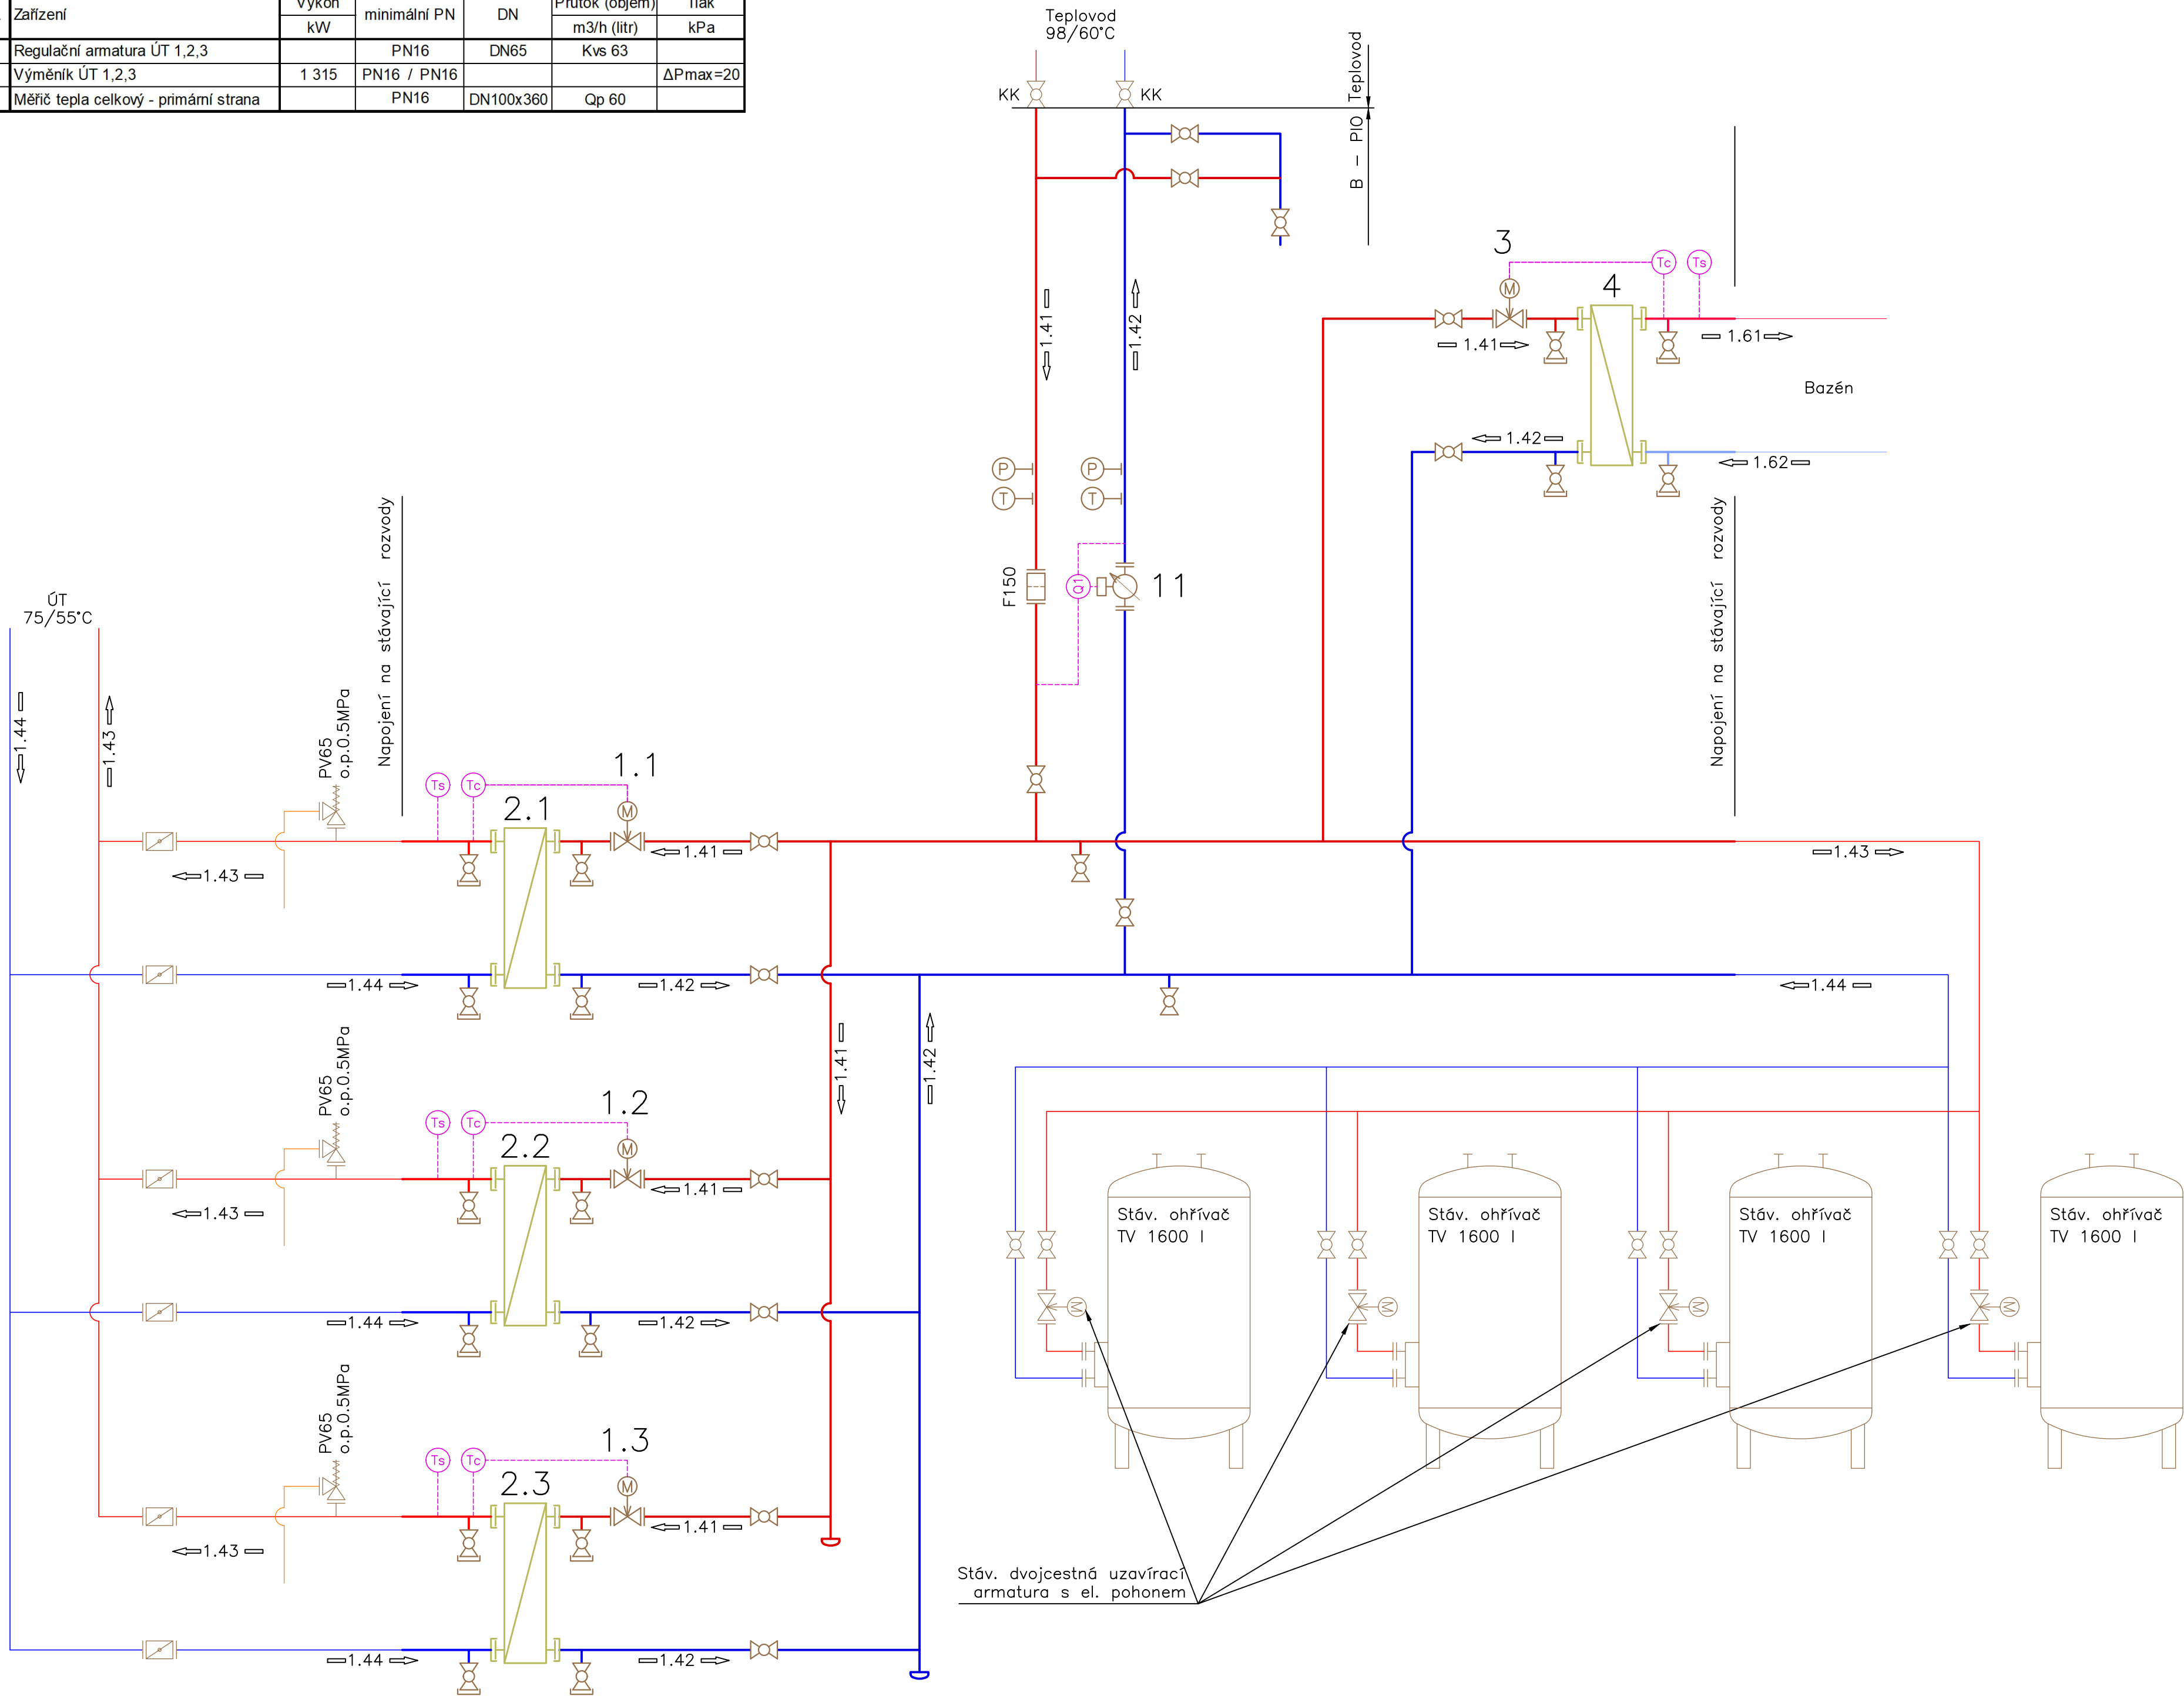 Zařízení
Výkon
minimální PN
DN
Průtok (objem)
Tlak
kW
m3/h (litr)
kPa
Regulační armatura ÚT 1,2,3
PN16
DN65
Kvs 63
Výměník ÚT 1,2,3
1 315
PN16 / PN16
ΔPmax=20
Měřič tepla celkový - primární strana
PN16
DN100x360
Qp 60
Teplovod
98/60°C
KK
KK
B - PIO
Teplovod
1.41
1.42
3
M
Tc
Ts
4
1.41
1.61
Bazén
1.42
1.62
P
T
P
T
F150
Q1
11
Napojení na stávající rozvody
Napojení na stávající rozvody
ÚT
75/55°C
1.44
1.43
PV65
o.p.0.5MPa
Ts
Tc
1.1
M
2.1
1.41
1.43
1.43
1.44
1.42
1.44
1.41
1.42
PV65
o.p.0.5MPa
Ts
Tc
1.2
M
2.2
1.41
1.43
1.44
1.42
Stáv. ohřívač
TV 1600 l
Stáv. ohřívač
TV 1600 l
Stáv. ohřívač
TV 1600 l
Stáv. ohřívač
TV 1600 l
M
M
M
M
PV65
o.p.0.5MPa
Ts
Tc
1.3
M
2.3
1.41
1.43
1.44
1.42
Stáv. dvojcestná uzavírací
armatura s el. pohonem